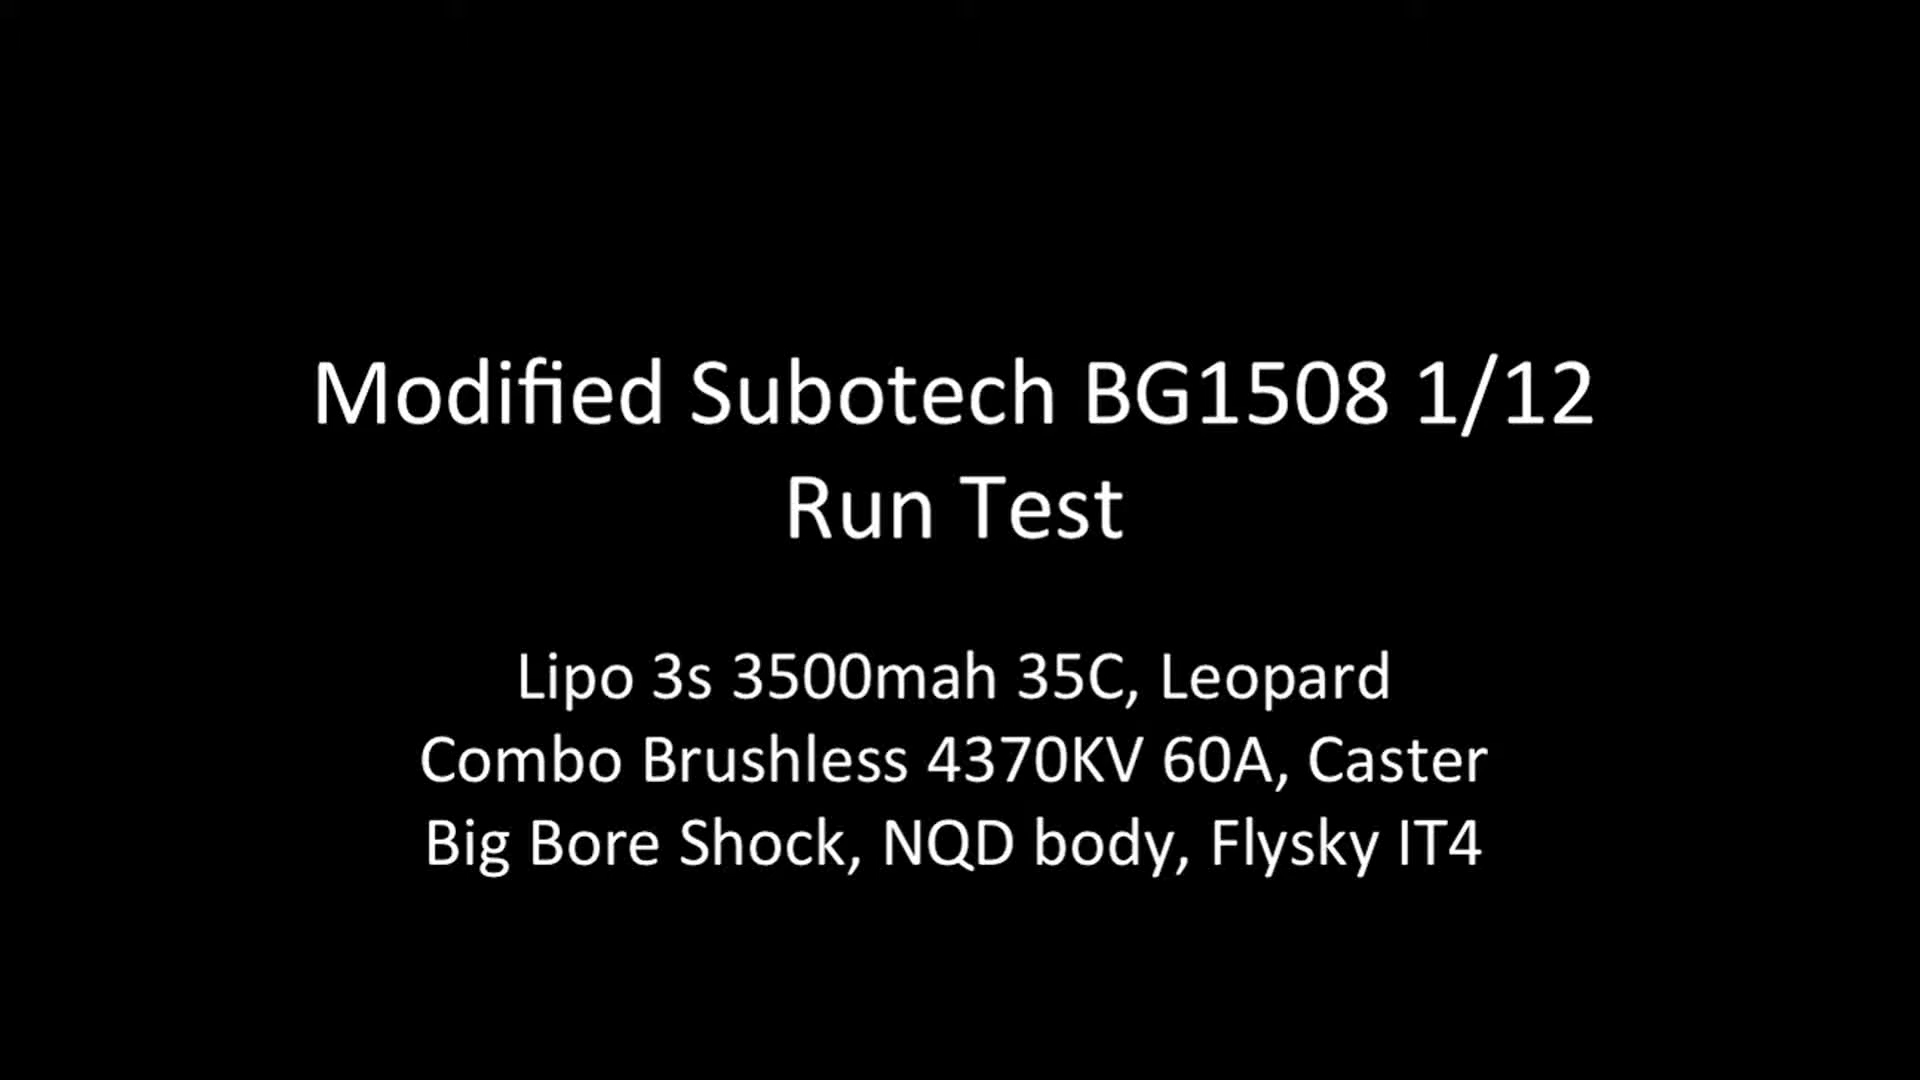 Modified Subotech BG1508 1/12
Run Test
Lipo 3s 3500mah 35C, Leopard
Combo Brushless 4370KV 60A, Caster
Big Bore Shock, NQD body, Flysky IT4